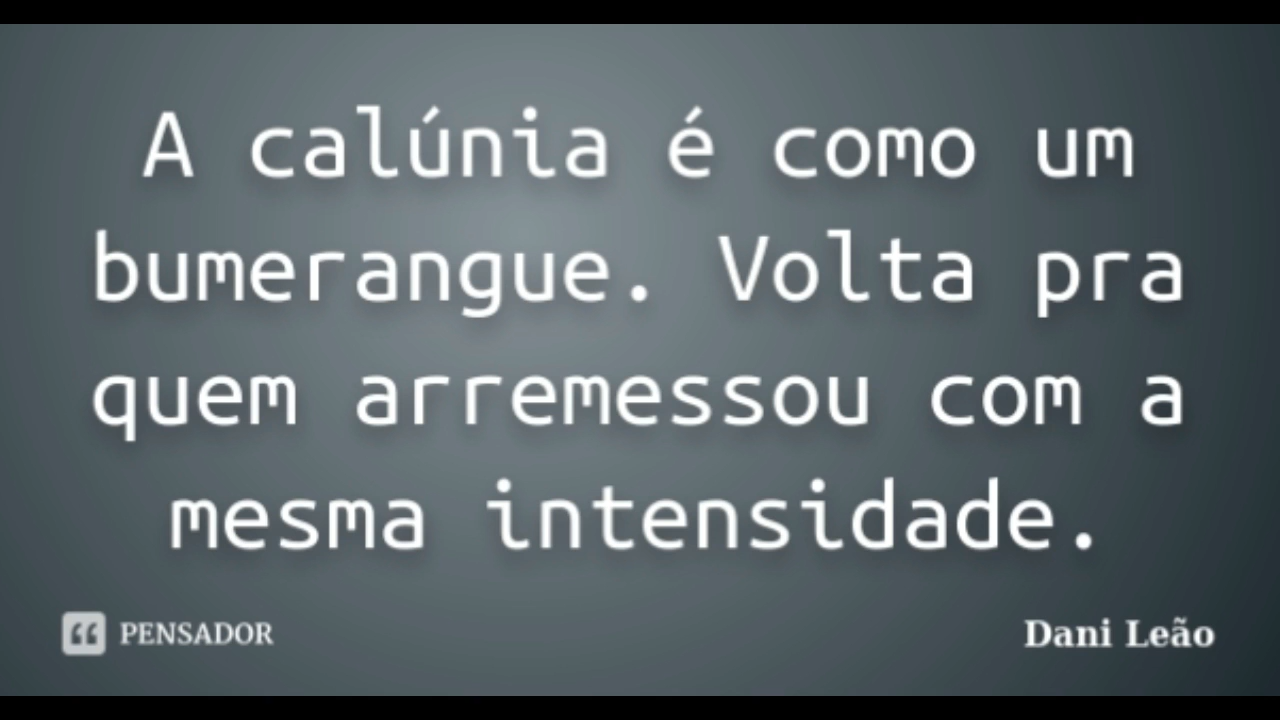 A calúnia é como um
bumerangue. Volta pra
quem arremessou com a
mesma intensidade.
PENSADOR
Dani Leão